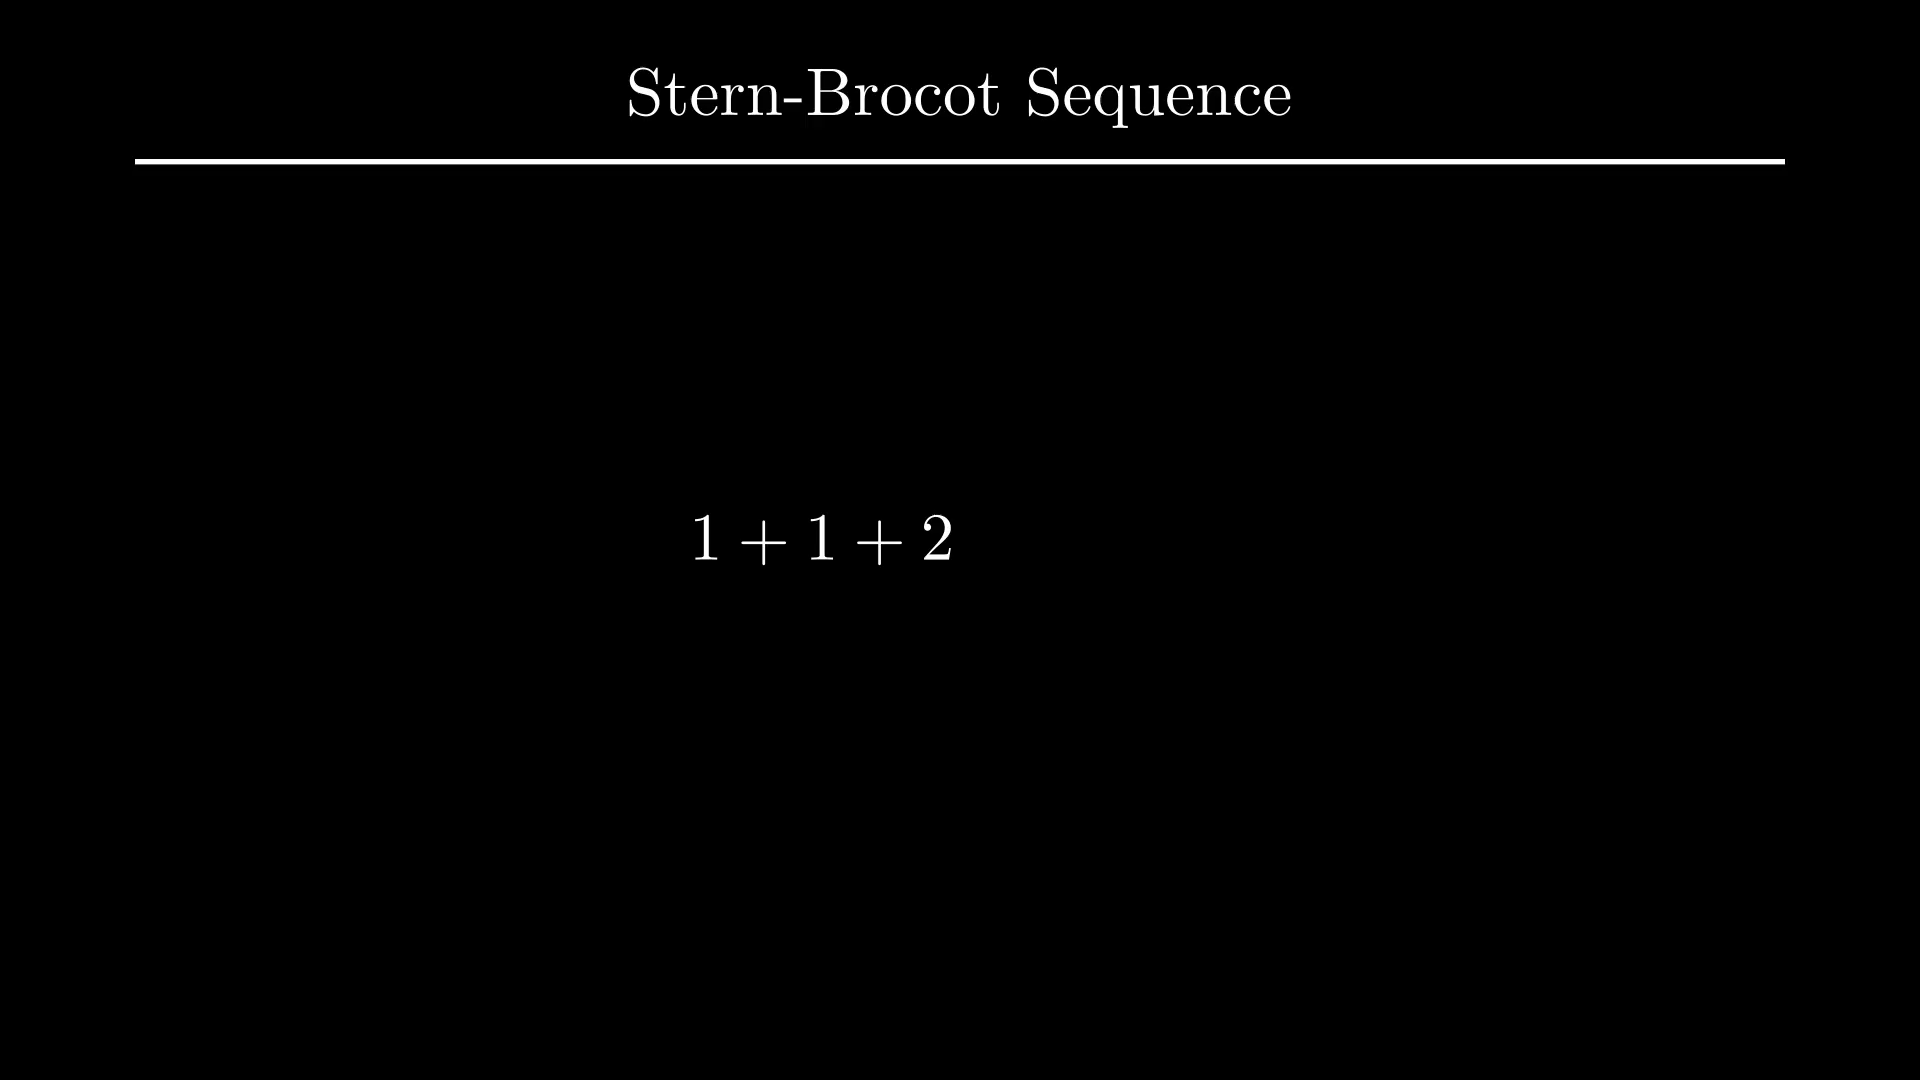 Stern-Brocot Sequence
1 + 1 + 2